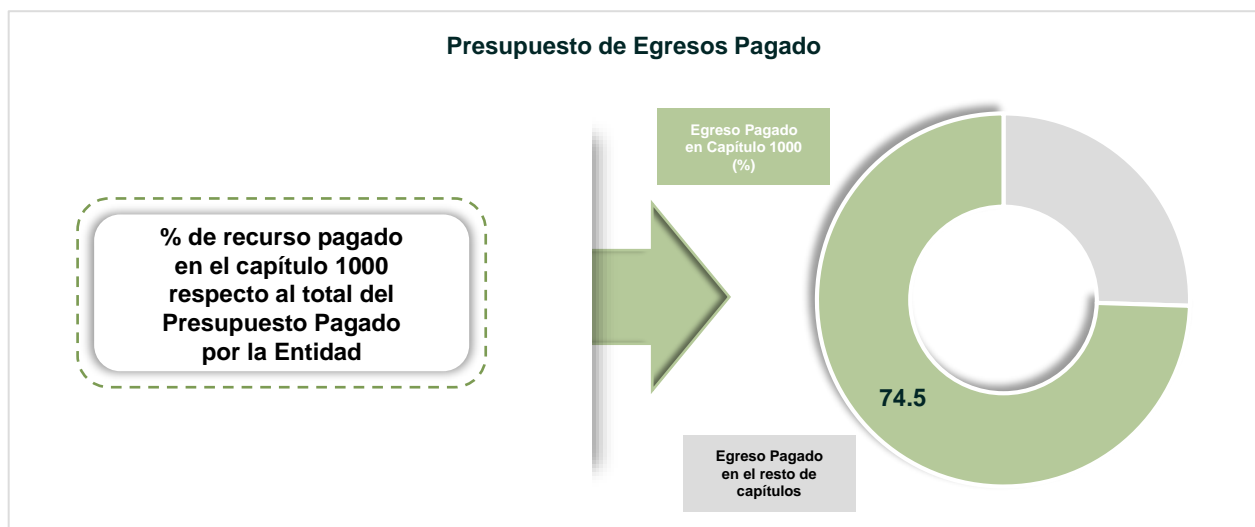 Presupuesto de Egresos Pagado
Egreso Pagado
en Capítulo 1000
(%)
% de recurso pagado
en el capítulo 1000
respecto al total del
Presupuesto Pagado
por la Entidad
74.5
Egreso Pagado
en el resto de
capítulos